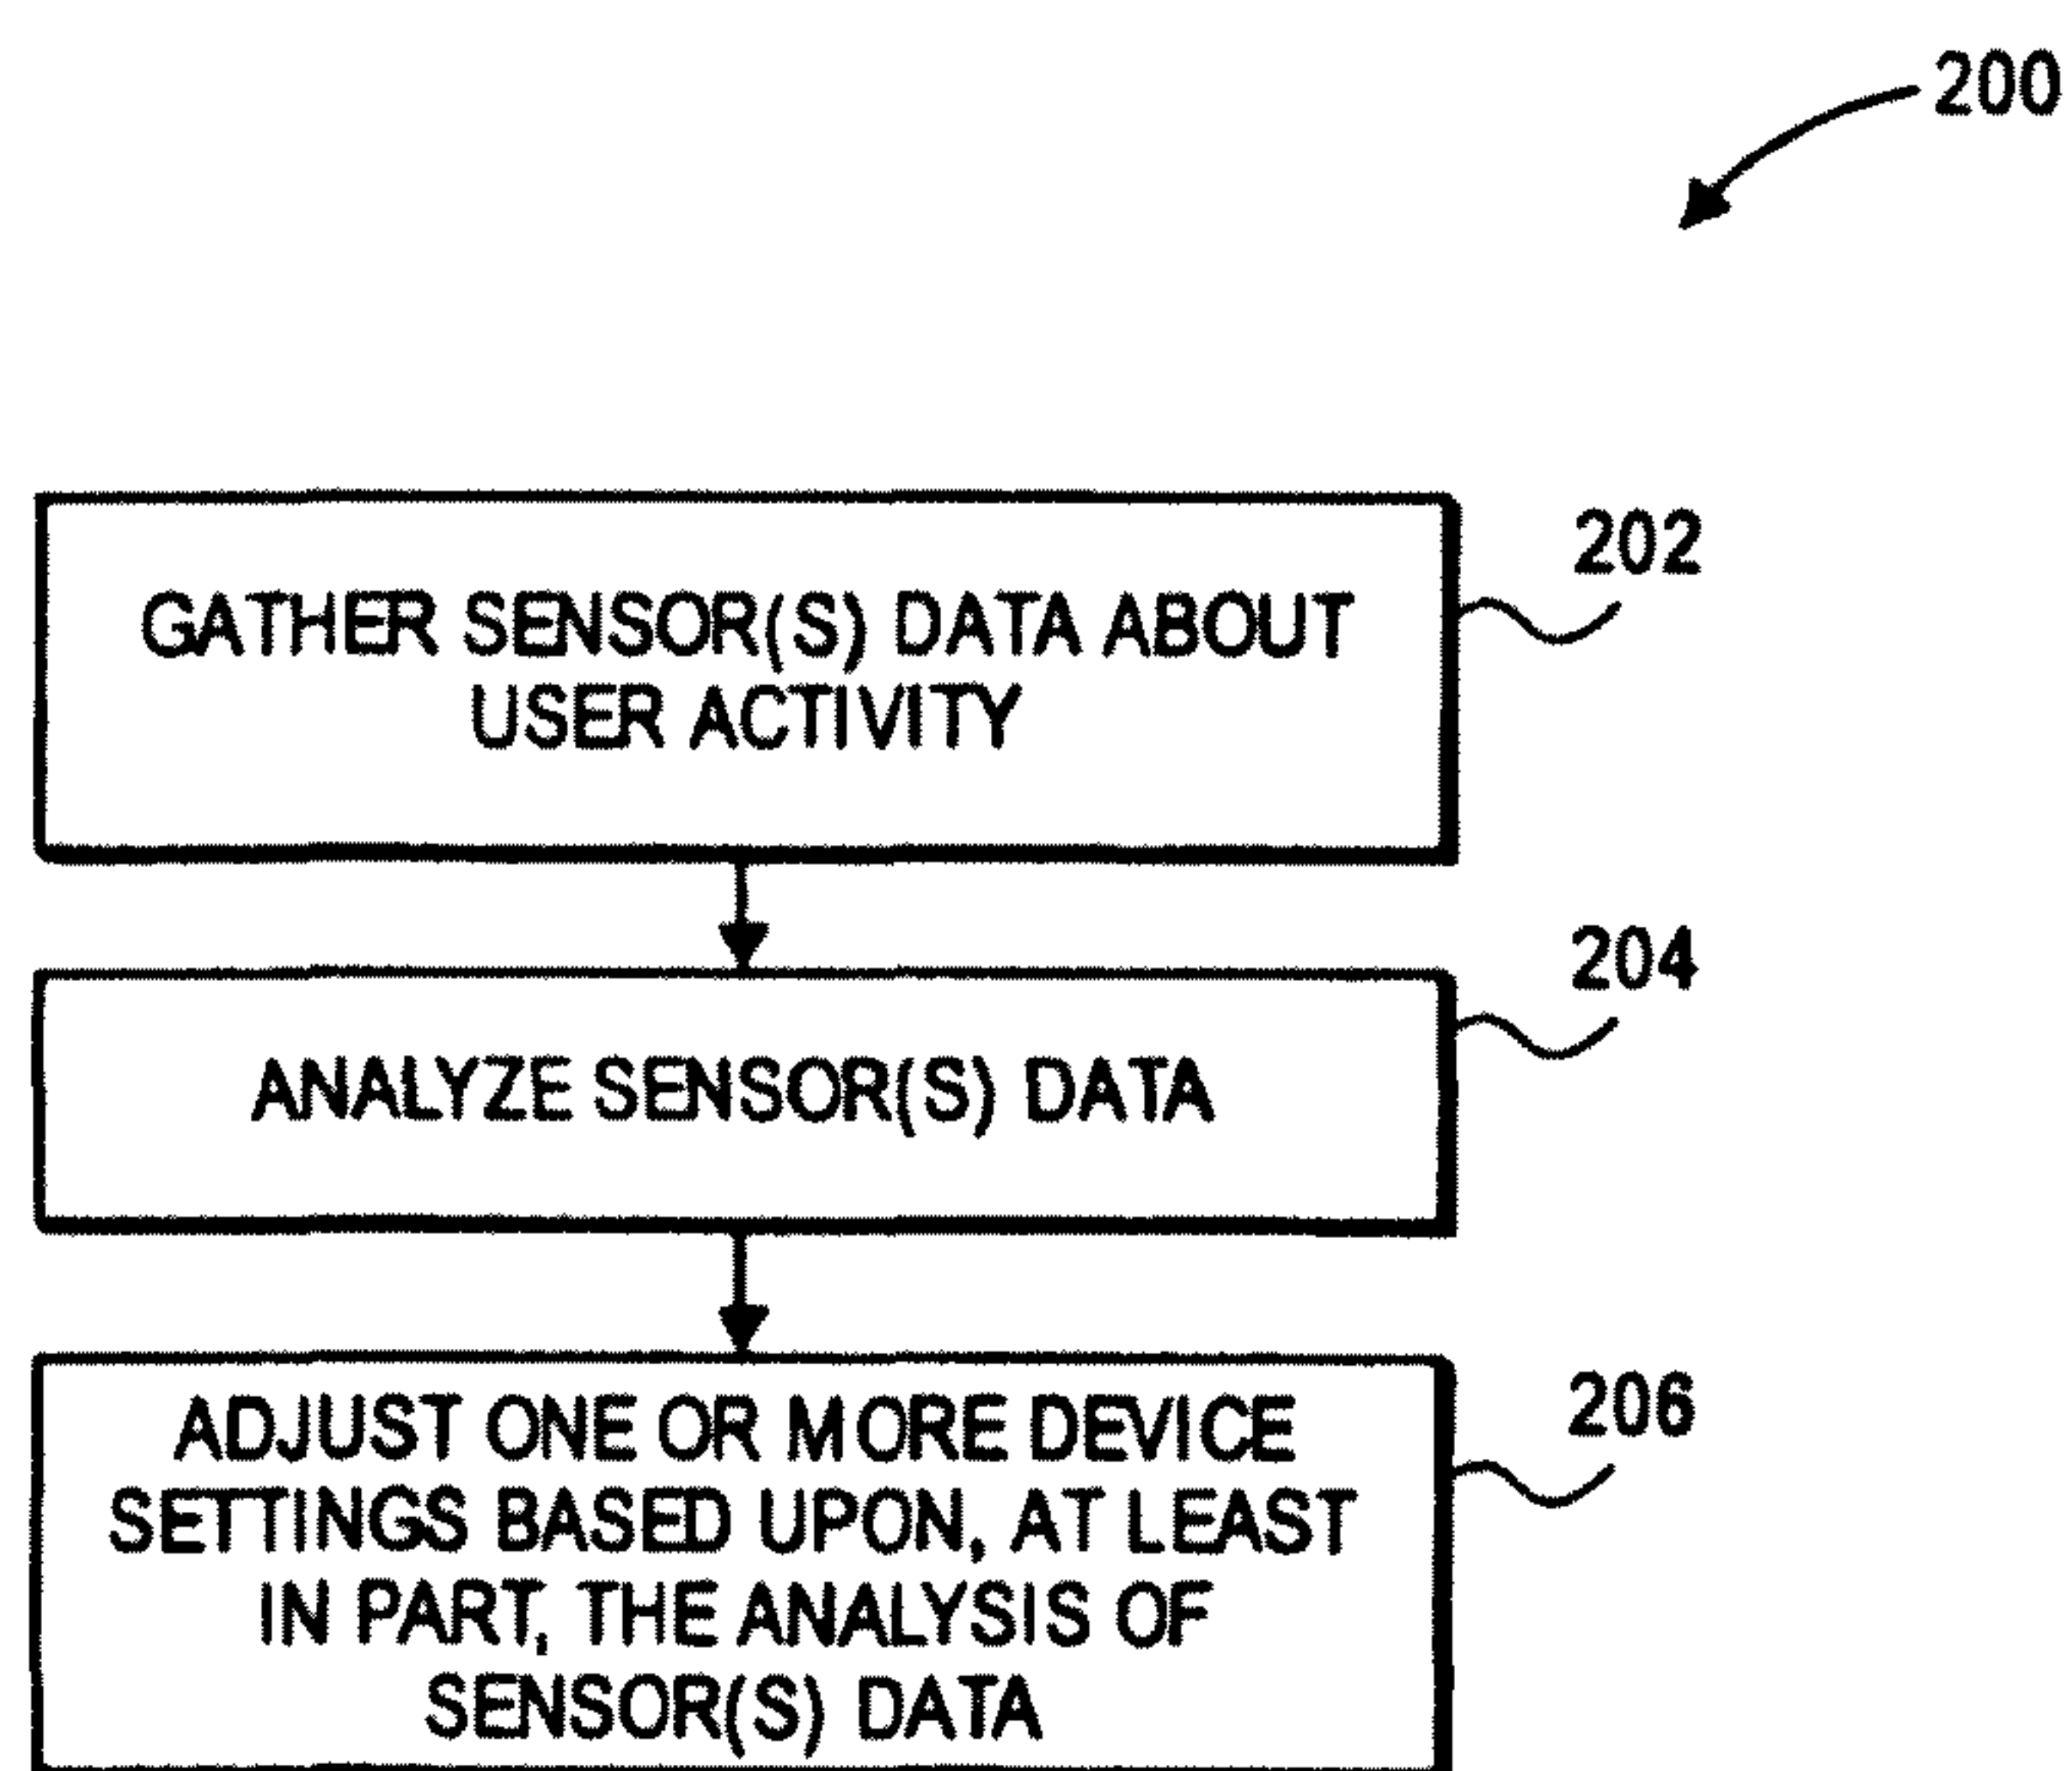 200
202
GATHER SENSOR(S) DATA ABOUT
USER ACTIVITY
204
ANALYZE SENSOR(S) DATA
206
ADJUST ONE OR MORE DEVICE
SETTINGS BASED UPON, AT LEAST
IN PART, THE ANALYSIS OF
SENSOR(S) DATA